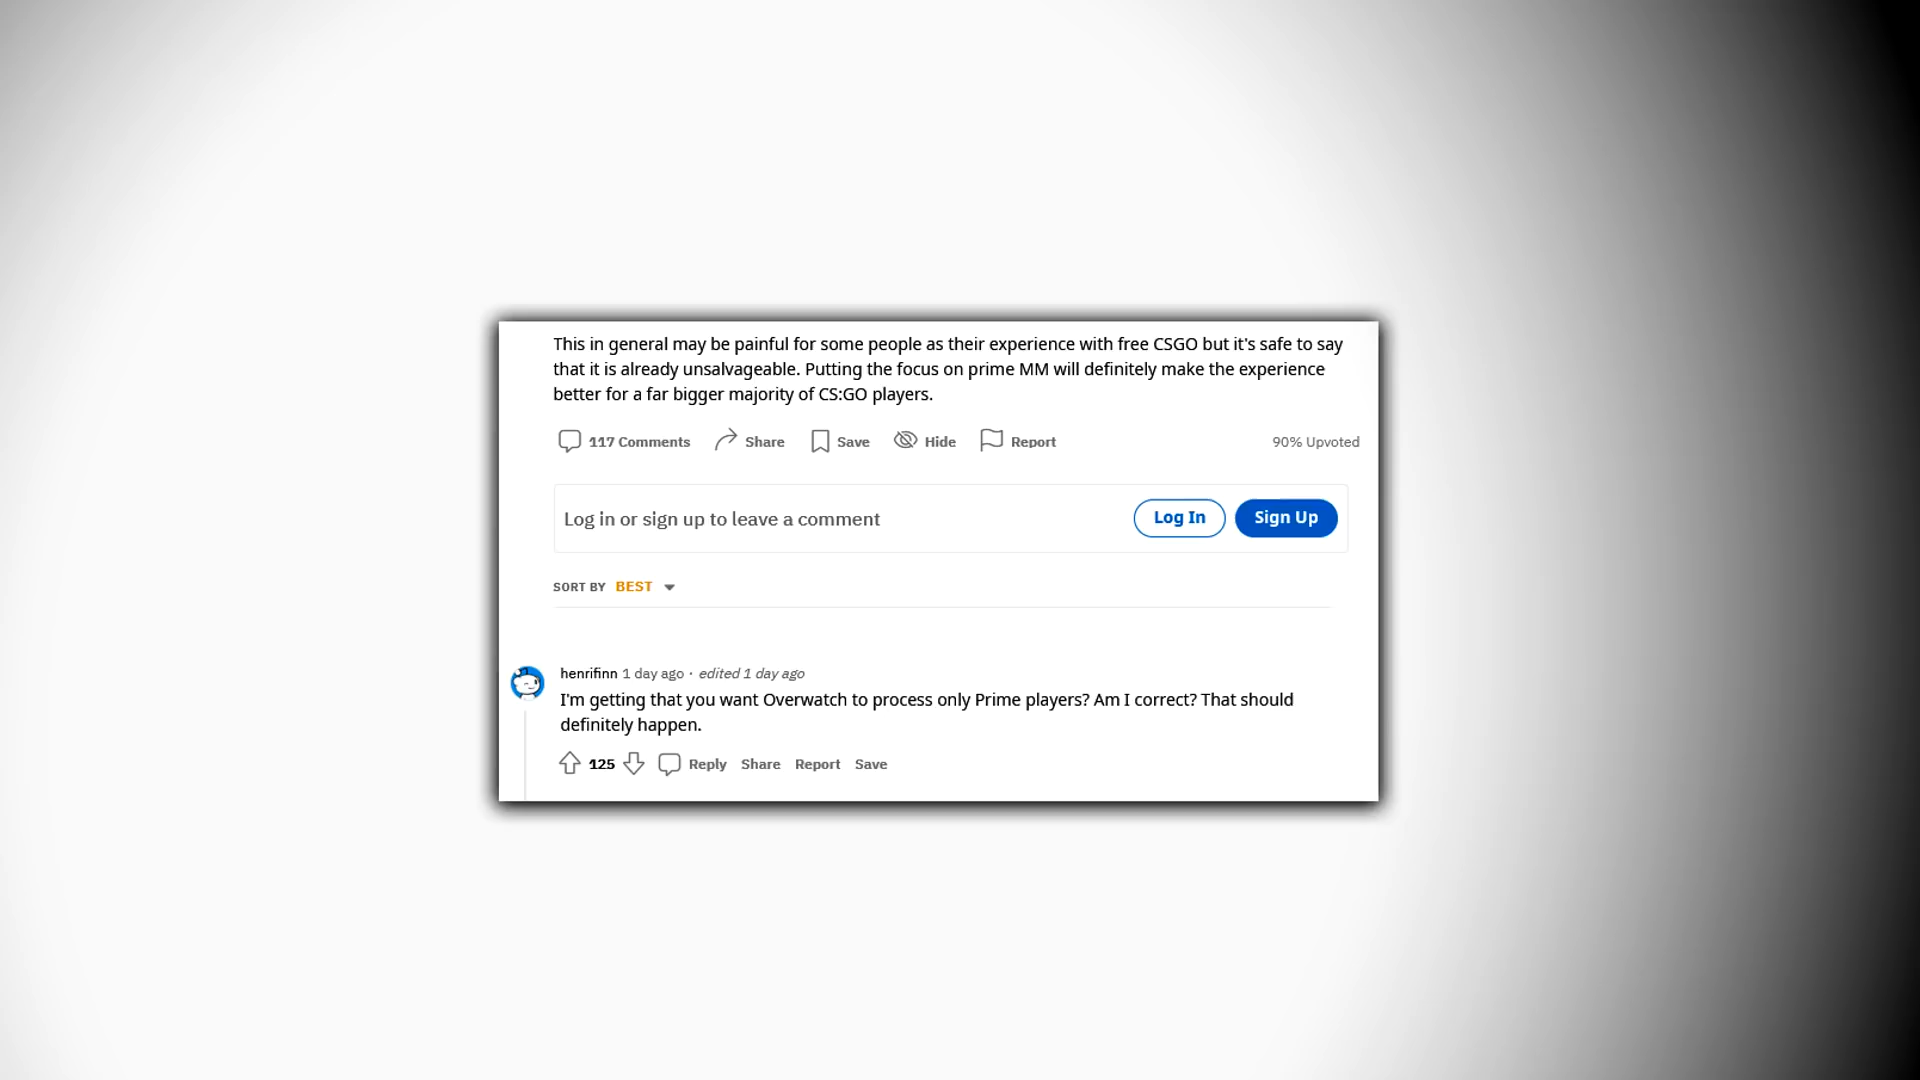 This in general may be painful for some people as their experience with free CSGO but it's safe to say
that it is already unsalvageable. Putting the focus on prime MM will definitely make the experience
better for a far bigger majority of CS:GO players.
117 Comments Share Save Hide Report 90% Upvoted
Log in or sign up to leave a comment Log In Sign Up
SORT BY BEST
henrifinn 1 day ago · edited 1 day ago
I'm getting that you want Overwatch to process only Prime players? Am I correct? That should
definitely happen.
125 Reply Share Report Save